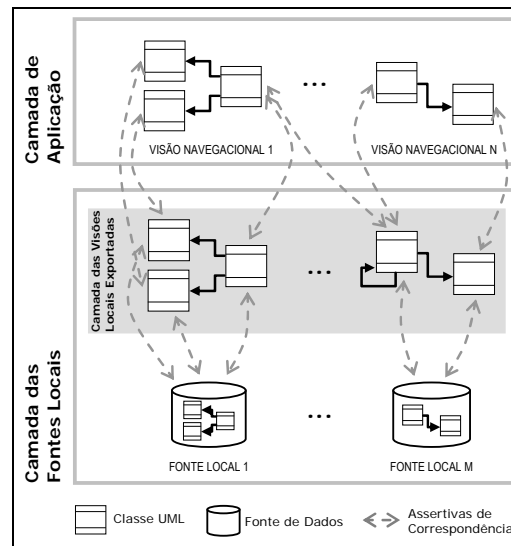 Camada de
Aplicação
...
VISÃO NAVEGACIONAL 1
VISÃO NAVEGACIONAL N
Camada das
Fontes Locais
Camada das Visões
Locais Exportadas
...
...
FONTE LOCAL 1
FONTE LOCAL M
Classe UML
Fonte de Dados
Assertivas de
Correspondência